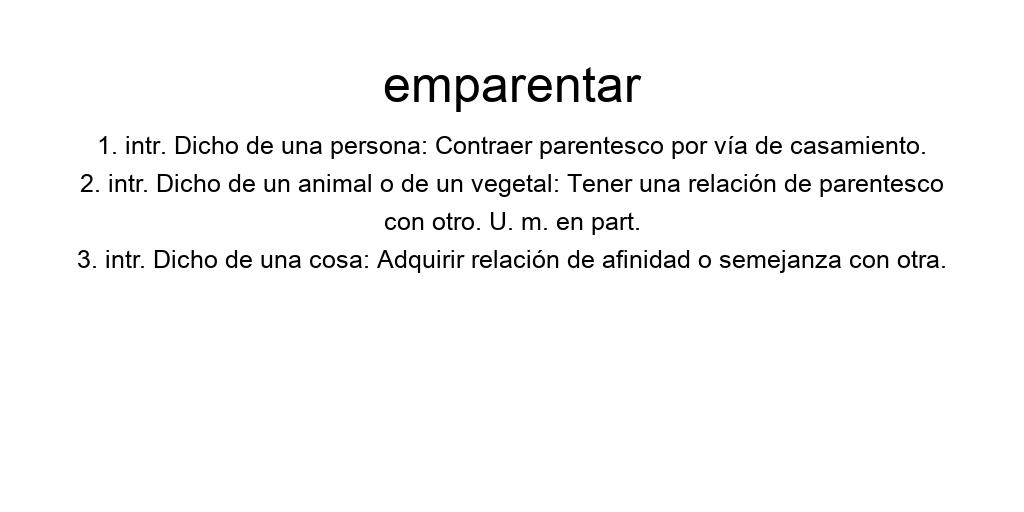 emparentar
1. intr. Dicho de una persona: Contraer parentesco por vía de casamiento.
2. intr. Dicho de un animal o de un vegetal: Tener una relación de parentesco
con otro. U. m. en part.
3. intr. Dicho de una cosa: Adquirir relación de afinidad o semejanza con otra.